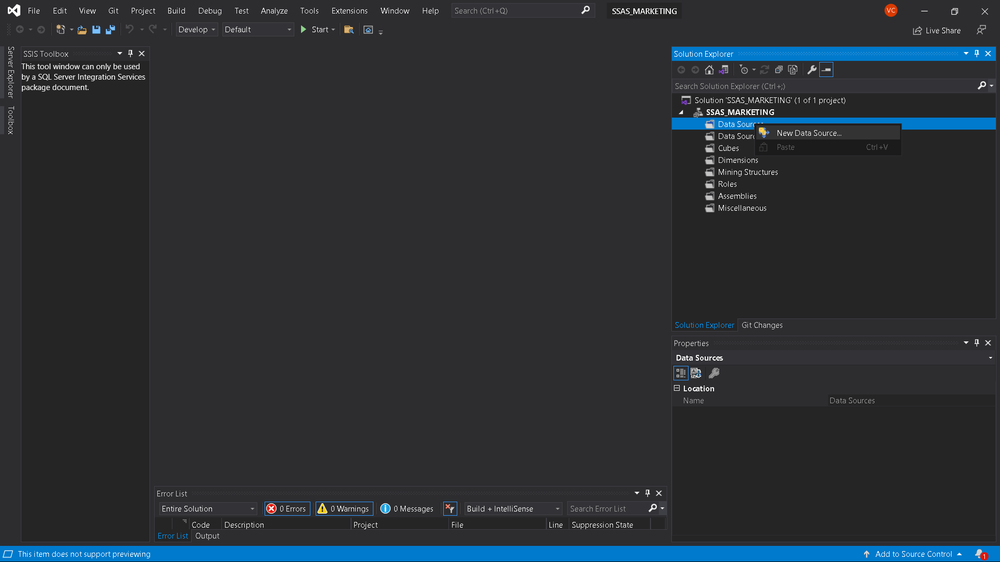 File Edit View Git Project Build Debug Test Analyze Tools Extensions Window Help Search (Ctrl+Q) SSAS_MARKETING VC
Develop Default Start Live Share
Server Explorer
Toolbox
SSIS Toolbox
This tool window can only be used
by a SQL Server Integration Services
package document.
Solution Explorer
Search Solution Explorer (Ctrl+;)
Solution 'SSAS_MARKETING' (1 of 1 project)
SSAS_MARKETING
Data Sources
Data Sour
Cubes
Dimensions
Mining Structures
Roles
Assemblies
Miscellaneous
New Data Source...
Paste Ctrl+V
Solution Explorer Git Changes
Properties
Data Sources
Location
Name Data Sources
Error List
Entire Solution 0 Errors 0 Warnings 0 Messages Build + IntelliSense Search Error List
Code Description Project File Line Suppression State
Error List Output
This item does not support previewing Add to Source Control 1